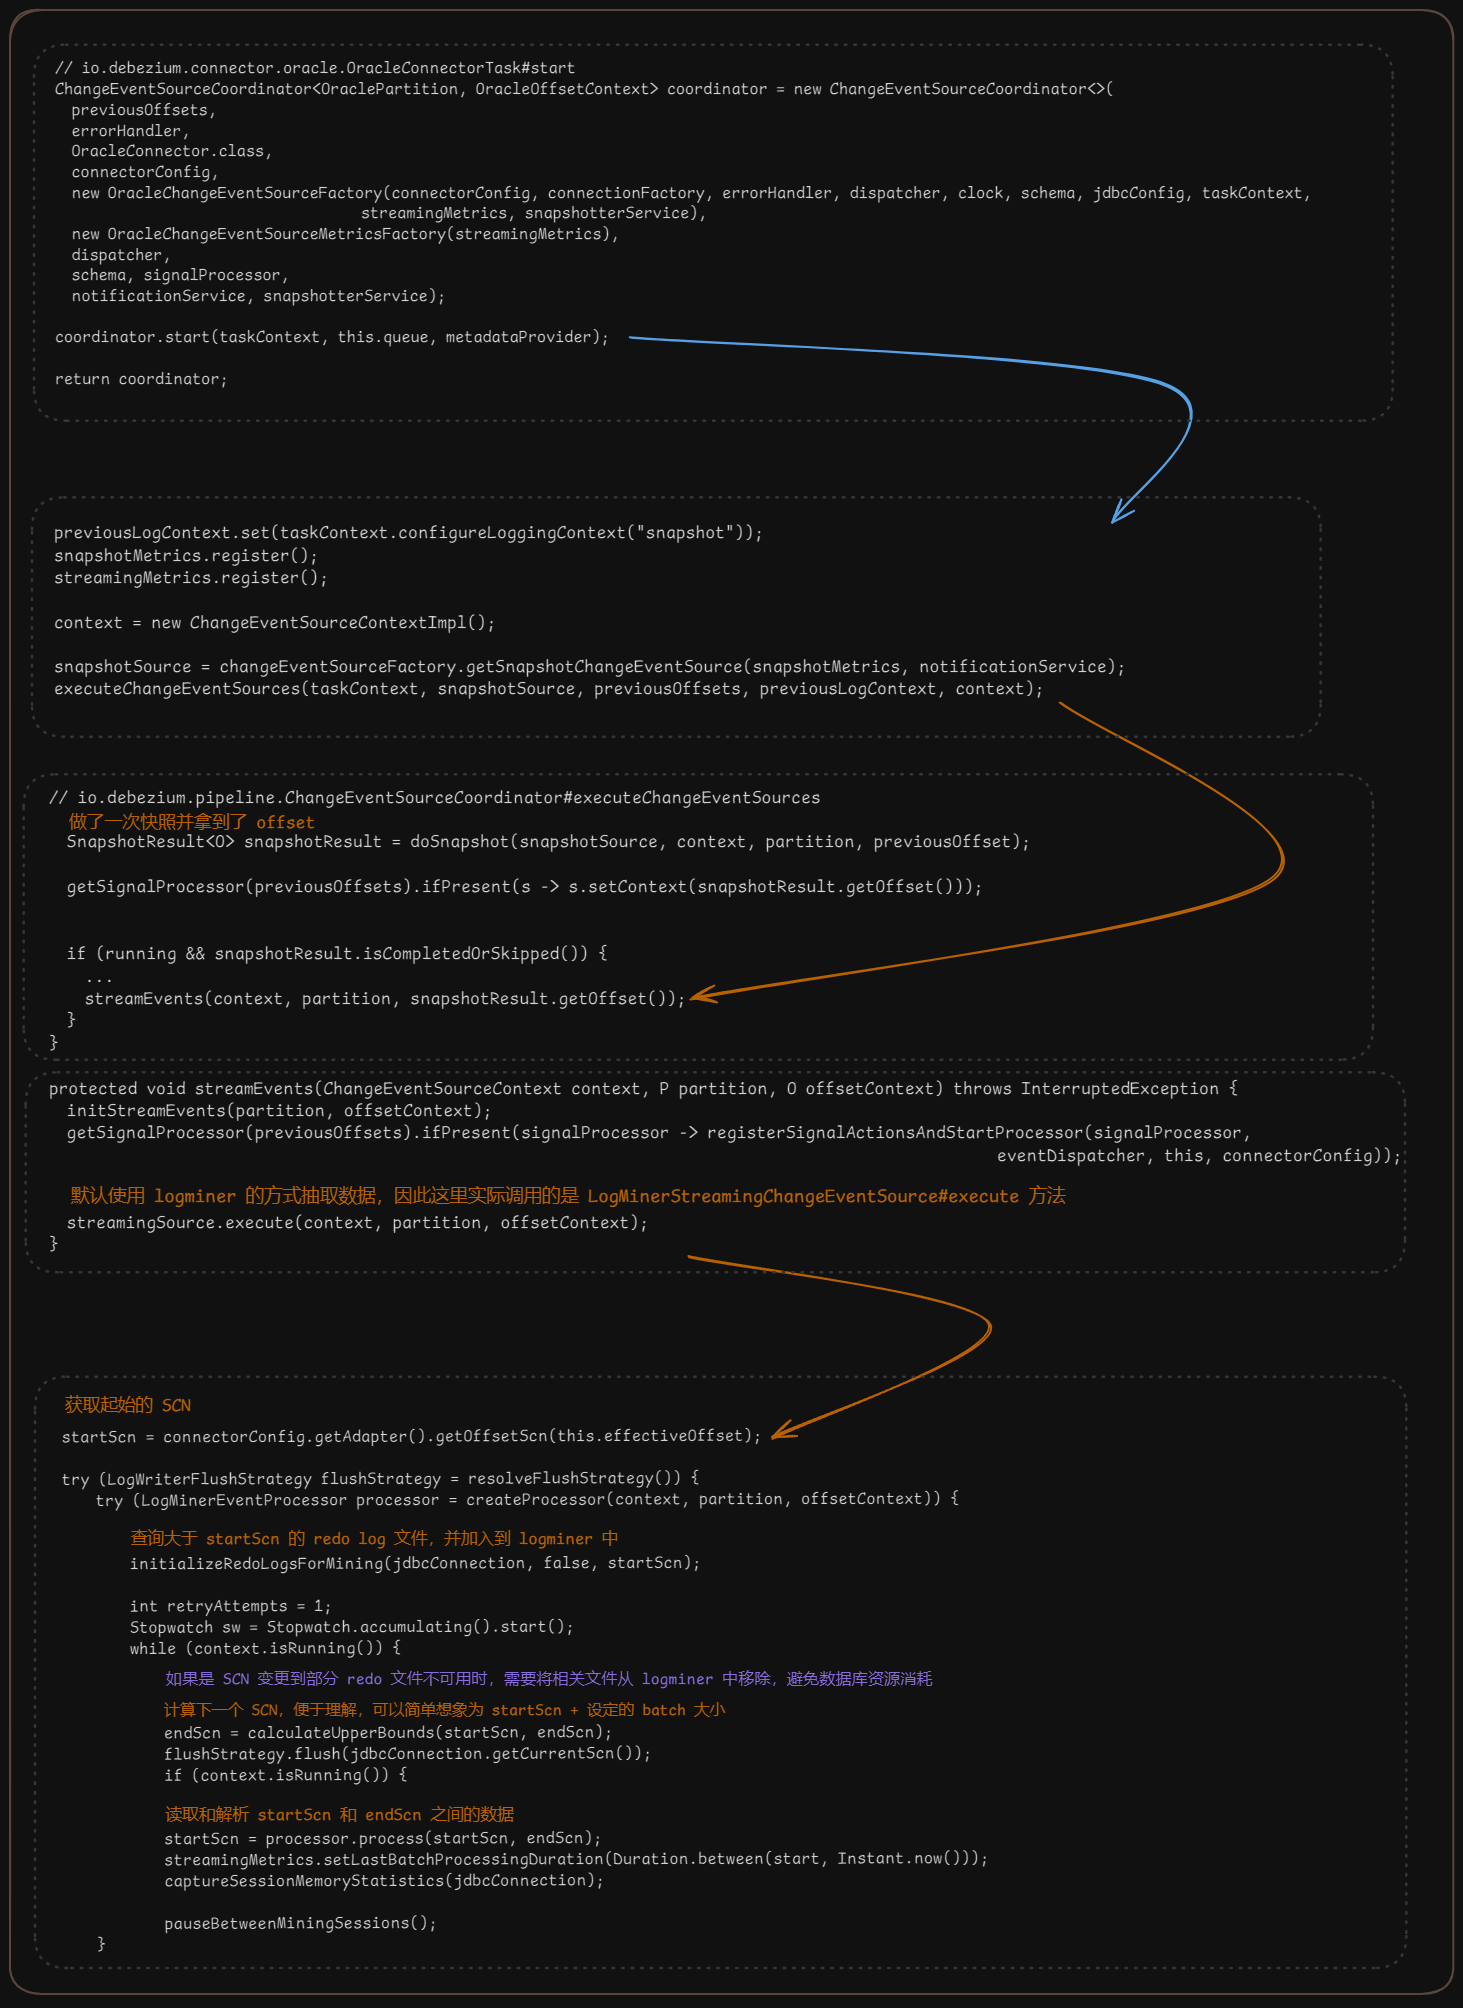 // io.debezium.connector.oracle.OracleConnectorTask#start
ChangeEventSourceCoordinator<OraclePartition, OracleOffsetContext> coordinator = new ChangeEventSourceCoordinator<>(
previousOffsets,
errorHandler,
OracleConnector.class,
connectorConfig,
new OracleChangeEventSourceFactory(connectorConfig, connectionFactory, errorHandler, dispatcher, clock, schema, jdbcConfig, taskContext,
streamingMetrics, snapshotterService),
new OracleChangeEventSourceMetricsFactory(streamingMetrics),
dispatcher,
schema, signalProcessor,
notificationService, snapshotterService);
coordinator.start(taskContext, this.queue, metadataProvider);
return coordinator;
previousLogContext.set(taskContext.configureLoggingContext("snapshot"));
snapshotMetrics.register();
streamingMetrics.register();
context = new ChangeEventSourceContextImpl();
snapshotSource = changeEventSourceFactory.getSnapshotChangeEventSource(snapshotMetrics, notificationService);
executeChangeEventSources(taskContext, snapshotSource, previousOffsets, previousLogContext, context);
// io.debezium.pipeline.ChangeEventSourceCoordinator#executeChangeEventSources
做了一次快照并拿到了 offset
SnapshotResult<O> snapshotResult = doSnapshot(snapshotSource, context, partition, previousOffset);
getSignalProcessor(previousOffsets).ifPresent(s -> s.setContext(snapshotResult.getOffset()));
if (running && snapshotResult.isCompletedOrSkipped()) {
...
streamEvents(context, partition, snapshotResult.getOffset());
}
}
protected void streamEvents(ChangeEventSourceContext context, P partition, O offsetContext) throws InterruptedException {
initStreamEvents(partition, offsetContext);
getSignalProcessor(previousOffsets).ifPresent(signalProcessor -> registerSignalActionsAndStartProcessor(signalProcessor,
eventDispatcher, this, connectorConfig));
默认使用 logminer 的方式抽取数据，因此这里实际调用的是 LogMinerStreamingChangeEventSource#execute 方法
streamingSource.execute(context, partition, offsetContext);
}
获取起始的 SCN
startScn = connectorConfig.getAdapter().getOffsetScn(this.effectiveOffset);
try (LogWriterFlushStrategy flushStrategy = resolveFlushStrategy()) {
try (LogMinerEventProcessor processor = createProcessor(context, partition, offsetContext)) {
查询大于 startScn 的 redo log 文件，并加入到 logminer 中
initializeRedoLogsForMining(jdbcConnection, false, startScn);
int retryAttempts = 1;
Stopwatch sw = Stopwatch.accumulating().start();
while (context.isRunning()) {
如果是 SCN 变更到部分 redo 文件不可用时，需要将相关文件从 logminer 中移除，避免数据库资源消耗
计算下一个 SCN，便于理解，可以简单想象为 startScn + 设定的 batch 大小
endScn = calculateUpperBounds(startScn, endScn);
flushStrategy.flush(jdbcConnection.getCurrentScn());
if (context.isRunning()) {
读取和解析 startScn 和 endScn 之间的数据
startScn = processor.process(startScn, endScn);
streamingMetrics.setLastBatchProcessingDuration(Duration.between(start, Instant.now()));
captureSessionMemoryStatistics(jdbcConnection);
pauseBetweenMiningSessions();
}